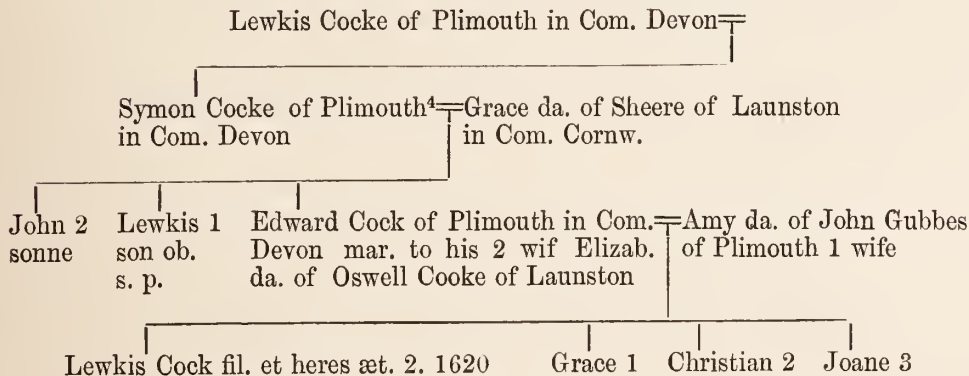 Lewkis Cocke of Plimouth in Com. Devon
Symon Cocke of Plimouth⁴
in Com. Devon
Grace da. of Sheere of Launston
in Com. Cornw.
John 2
sonne
Lewkis 1
son ob.
s. p.
Edward Cock of Plimouth in Com.
Devon mar. to his 2 wif Elizab.
da. of Oswell Cooke of Launston
Amy da. of John Gubbes
of Plimouth 1 wife
Lewkis Cock fil. et heres æt. 2. 1620
Grace 1
Christian 2
Joane 3